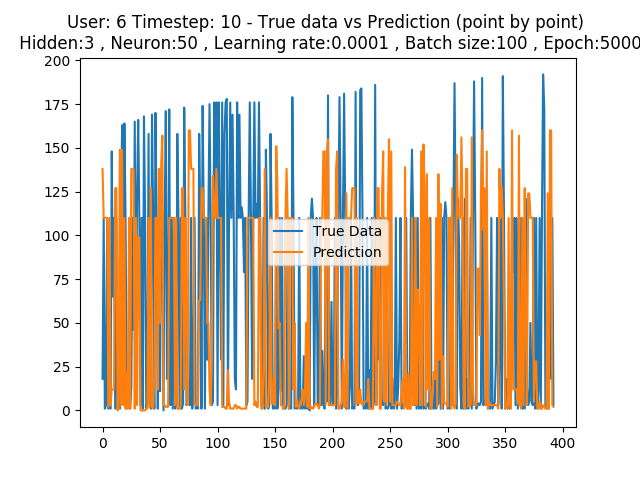 User: 6 Timestep: 10 - True data vs Prediction (point by point)
Hidden:3 , Neuron:50 , Learning rate:0.0001 , Batch size:100 , Epoch:5000
200
175
150
125
100
75
50
25
0
True Data
Prediction
0 50 100 150 200 250 300 350 400